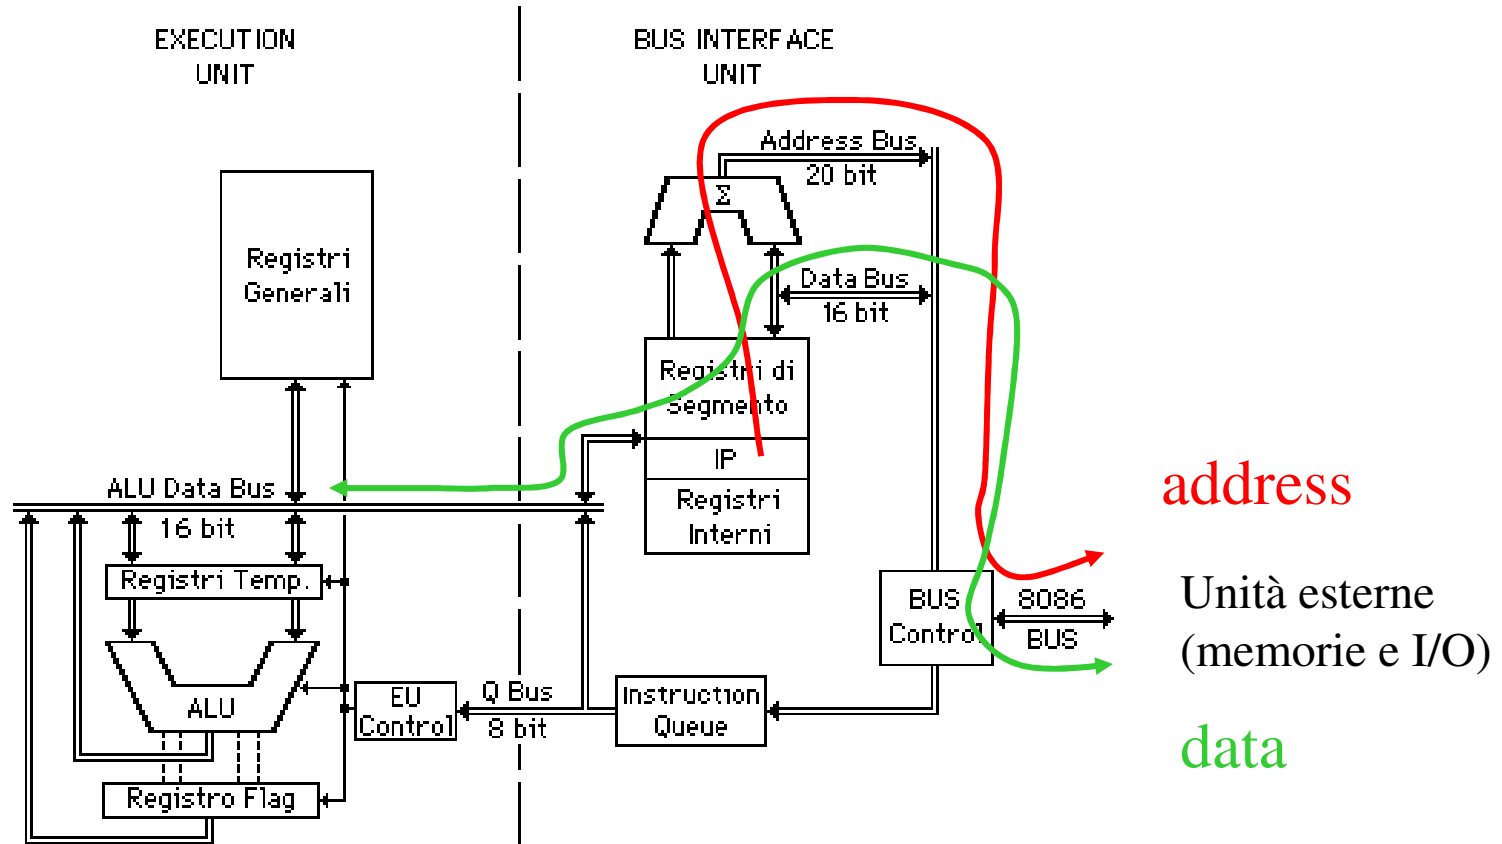 EXECUTION
UNIT
BUS INTERFACE
UNIT
Address Bus
20 bit
Σ
Registri
Generali
Data Bus
16 bit
Registri di
Segmento
IP
Registri
Interni
ALU Data Bus
16 bit
Registri Temp.
ALU
EU
Control
Q Bus
8 bit
Instruction
Queue
Registro Flag
BUS
Control
8086
BUS
address
Unità esterne
(memorie e I/O)
data